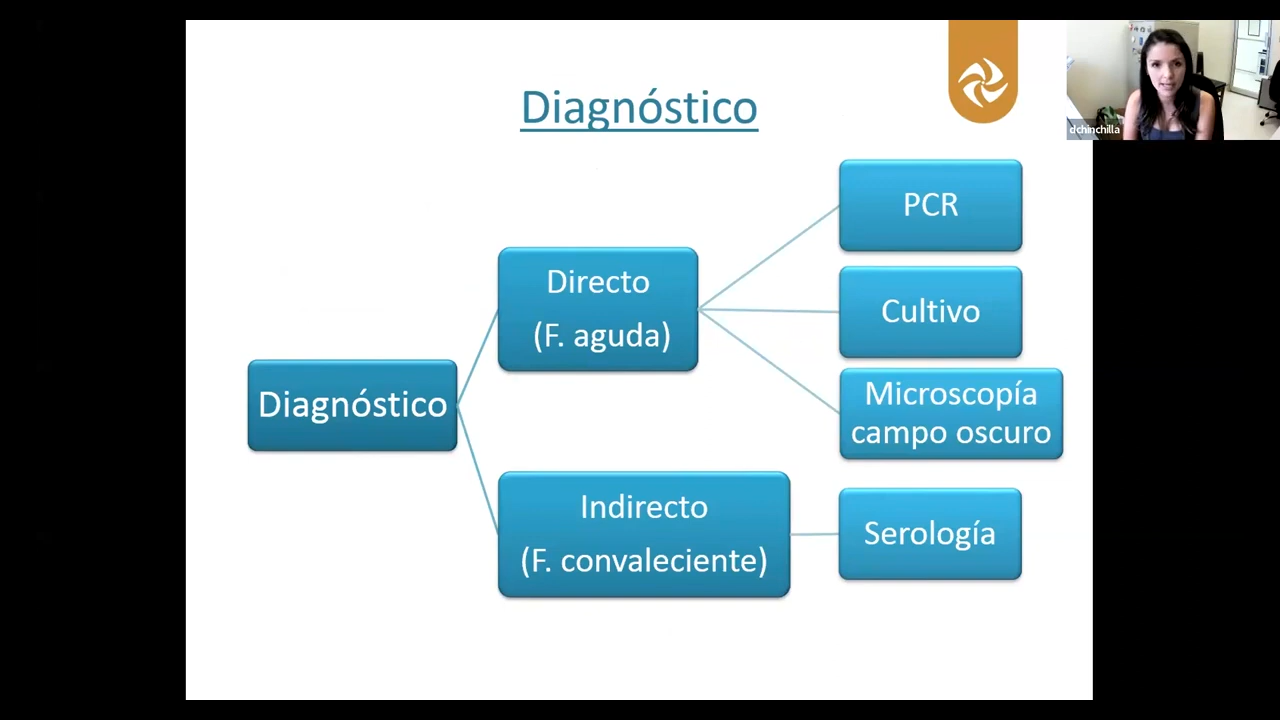 Diagnóstico
dchinchilla
PCR
Directo
(F. aguda)
Cultivo
Diagnóstico
Microscopía
campo oscuro
Indirecto
(F. convaleciente)
Serología